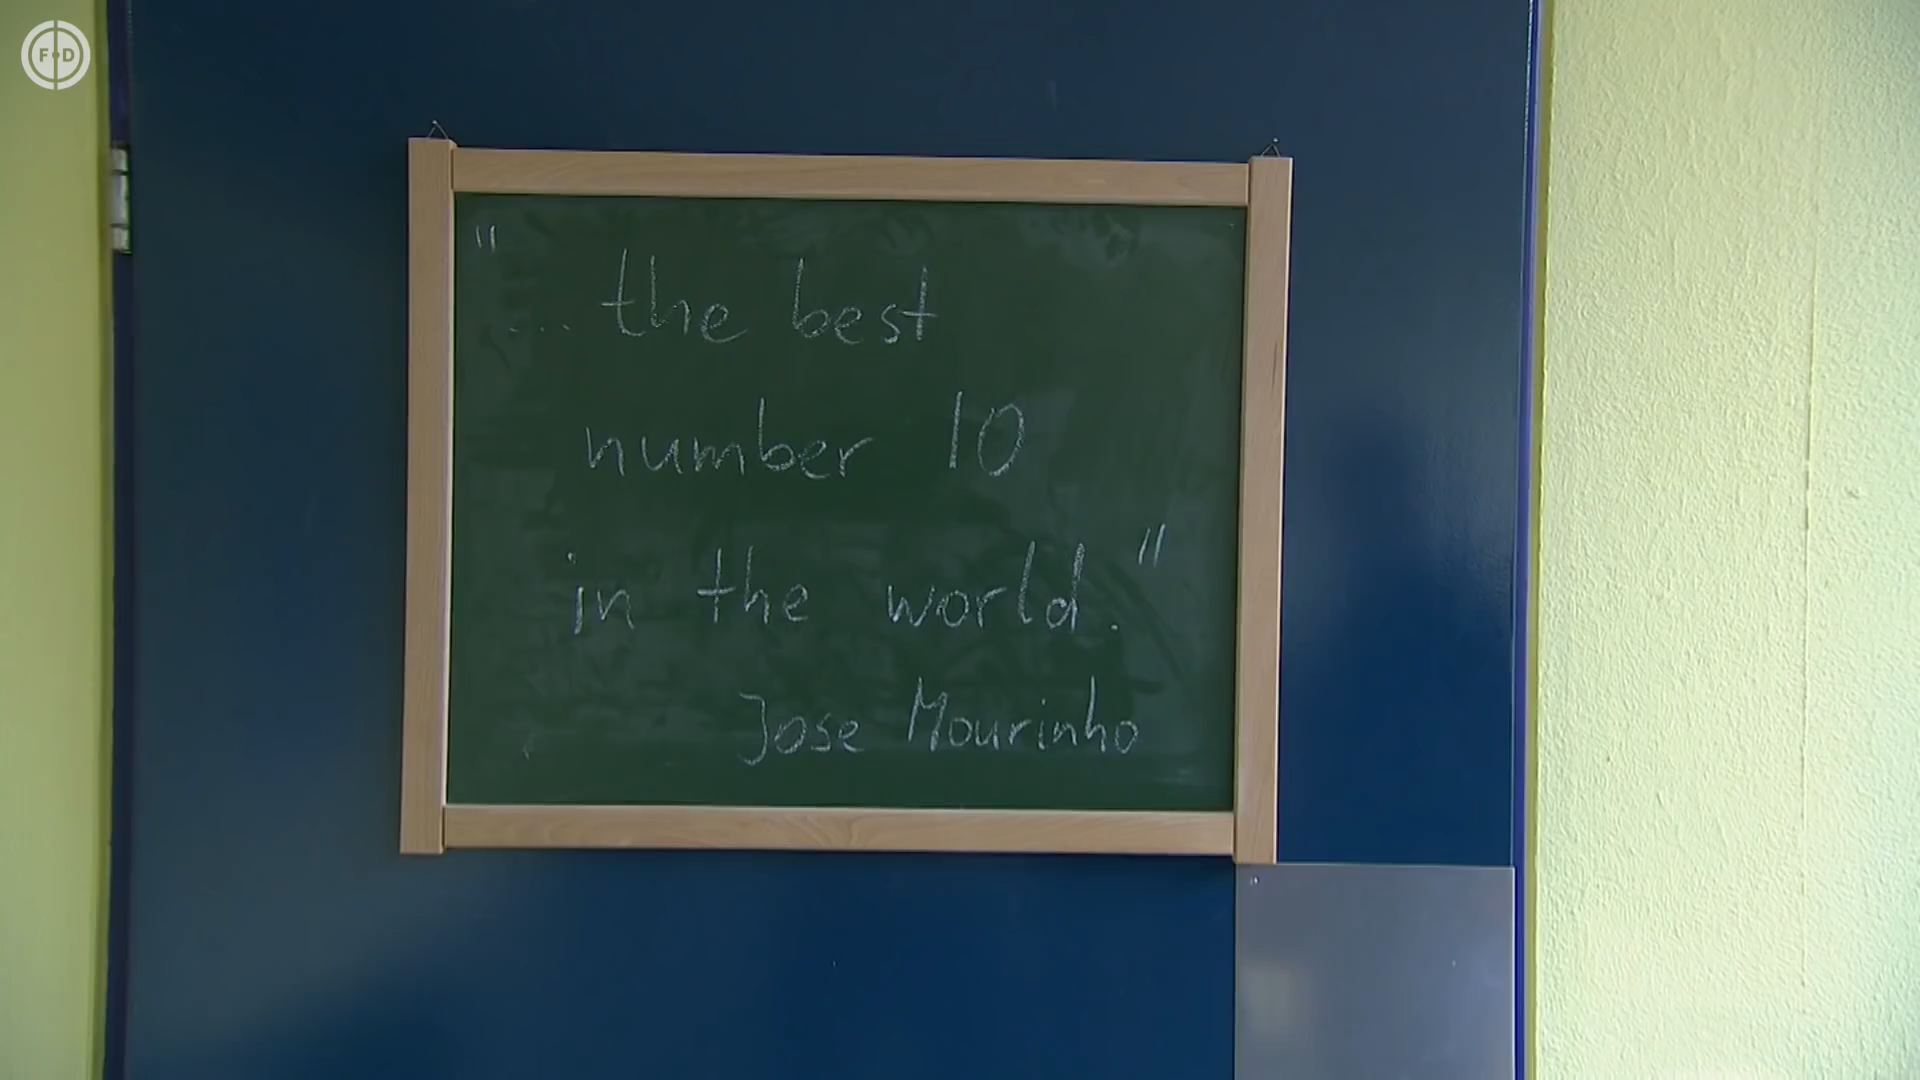 F D
"
... the best
number 10
in the world."
Jose Mourinho